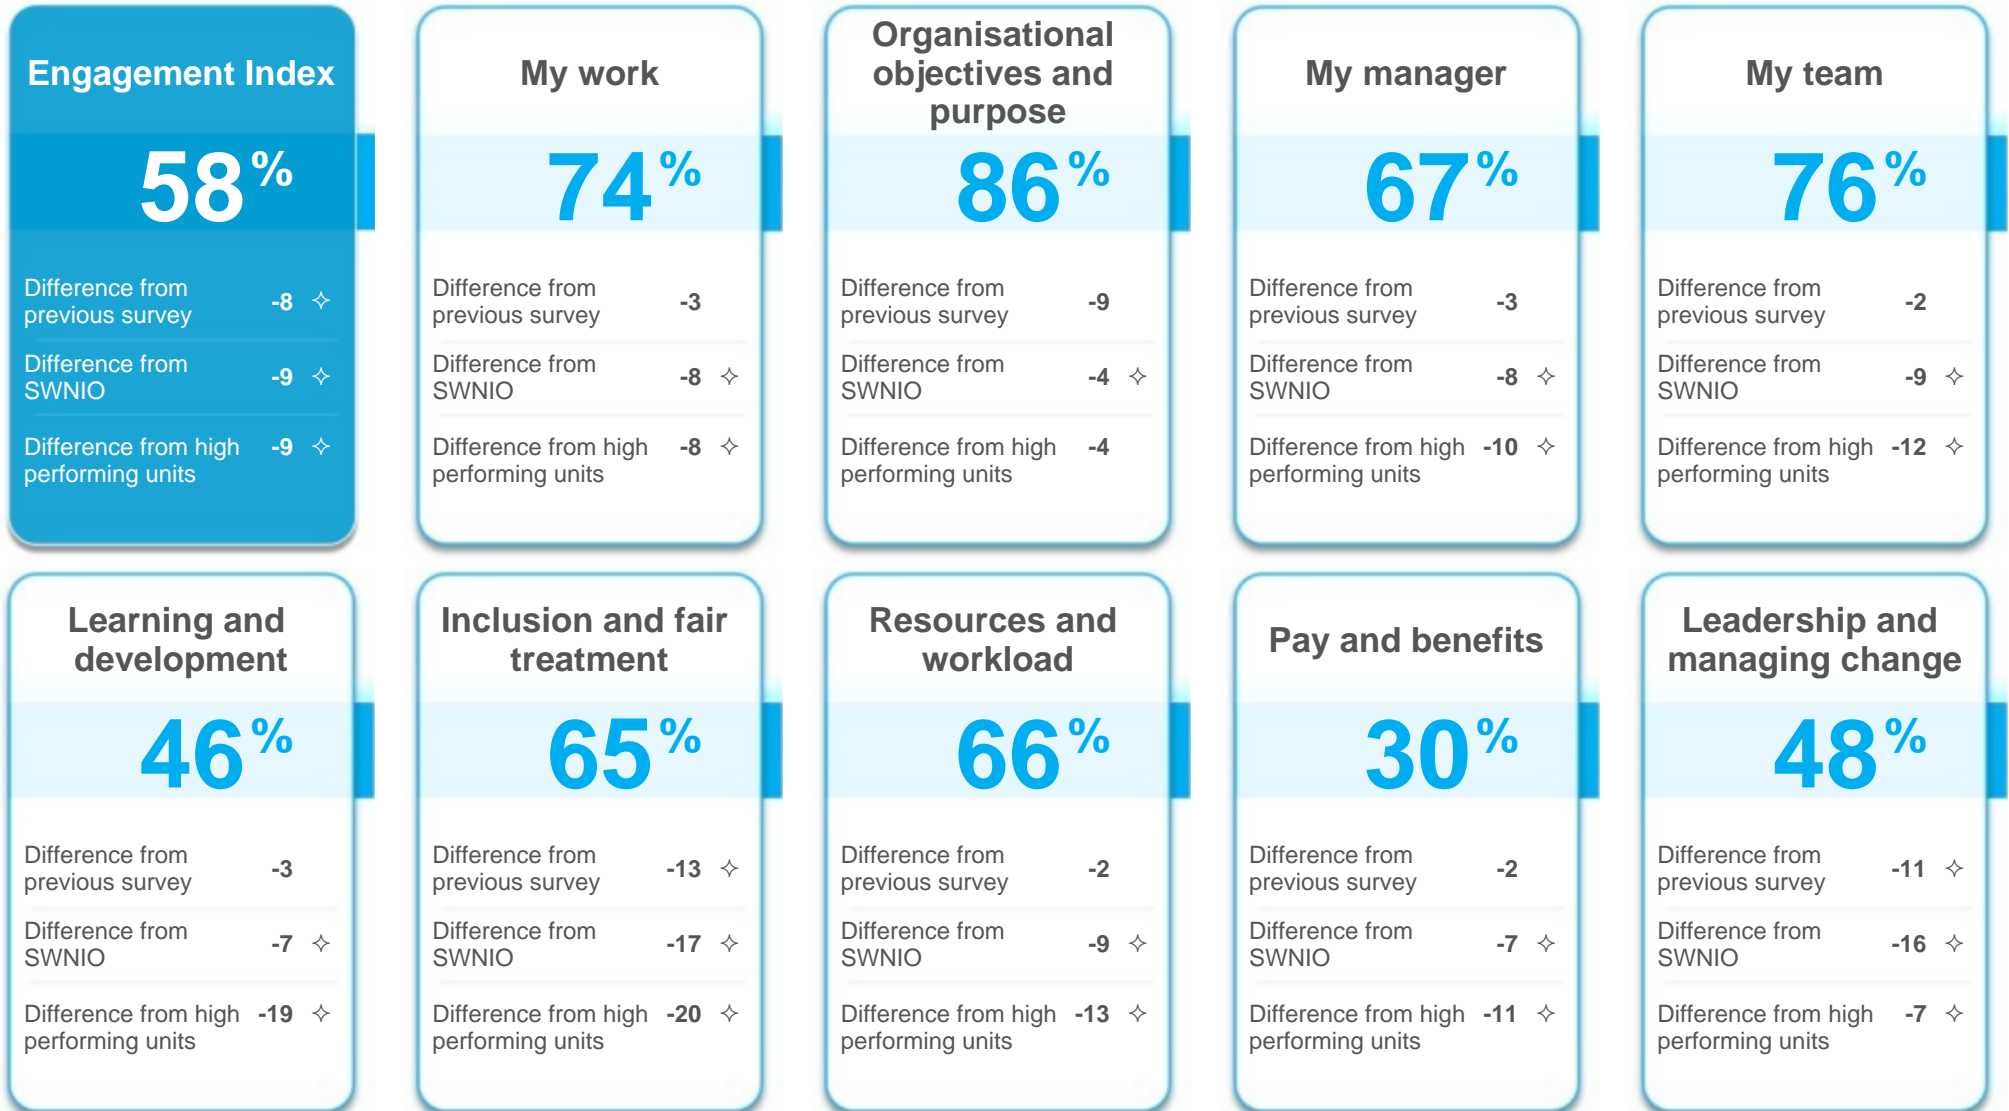 Engagement Index
58%
Difference from
previous survey -8 ✧
Difference from
SWNIO -9 ✧
Difference from high -9 ✧
performing units
My work
74%
Difference from
previous survey -3
Difference from
SWNIO -8 ✧
Difference from high -8 ✧
performing units
Organisational
objectives and
purpose
86%
Difference from
previous survey -9
Difference from
SWNIO -4 ✧
Difference from high -4
performing units
My manager
67%
Difference from
previous survey -3
Difference from
SWNIO -8 ✧
Difference from high -10 ✧
performing units
My team
76%
Difference from
previous survey -2
Difference from
SWNIO -9 ✧
Difference from high -12 ✧
performing units
Learning and
development
46%
Difference from
previous survey -3
Difference from
SWNIO -7 ✧
Difference from high -19 ✧
performing units
Inclusion and fair
treatment
65%
Difference from
previous survey -13 ✧
Difference from
SWNIO -17 ✧
Difference from high -20 ✧
performing units
Resources and
workload
66%
Difference from
previous survey -2
Difference from
SWNIO -9 ✧
Difference from high -13 ✧
performing units
Pay and benefits
30%
Difference from
previous survey -2
Difference from
SWNIO -7 ✧
Difference from high -11 ✧
performing units
Leadership and
managing change
48%
Difference from
previous survey -11 ✧
Difference from
SWNIO -16 ✧
Difference from high -7 ✧
performing units